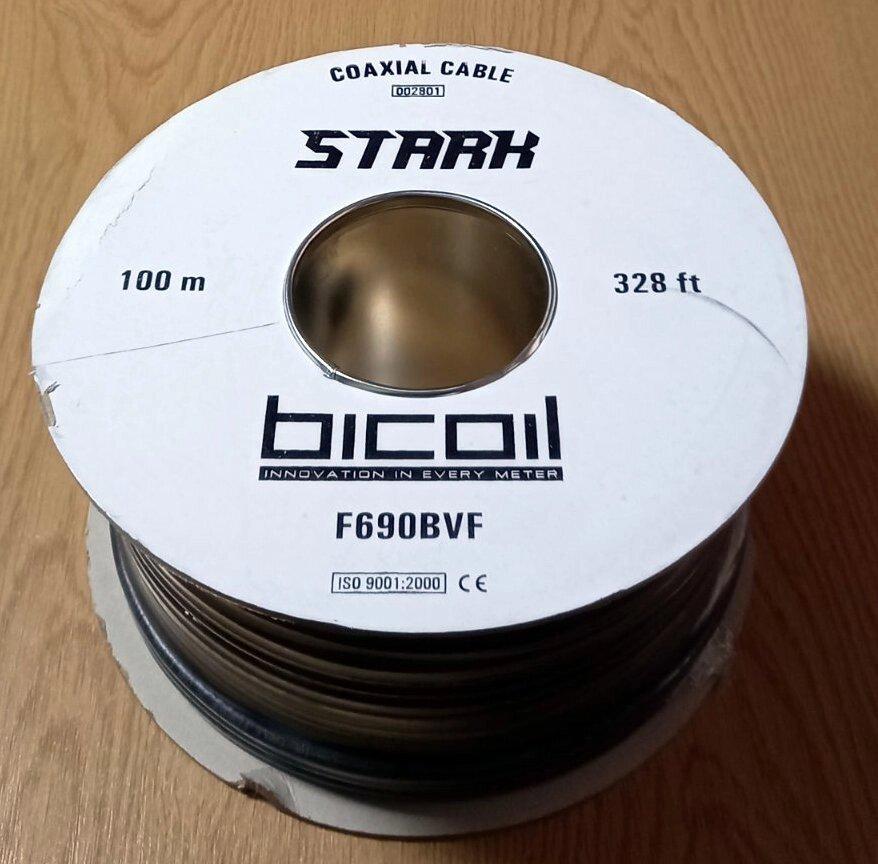 COAXIAL CABLE
002801
STARK
100 m 328 ft
bicoil
INNOVATION IN EVERY METER
F690BVF
ISO 9001:2000 CE